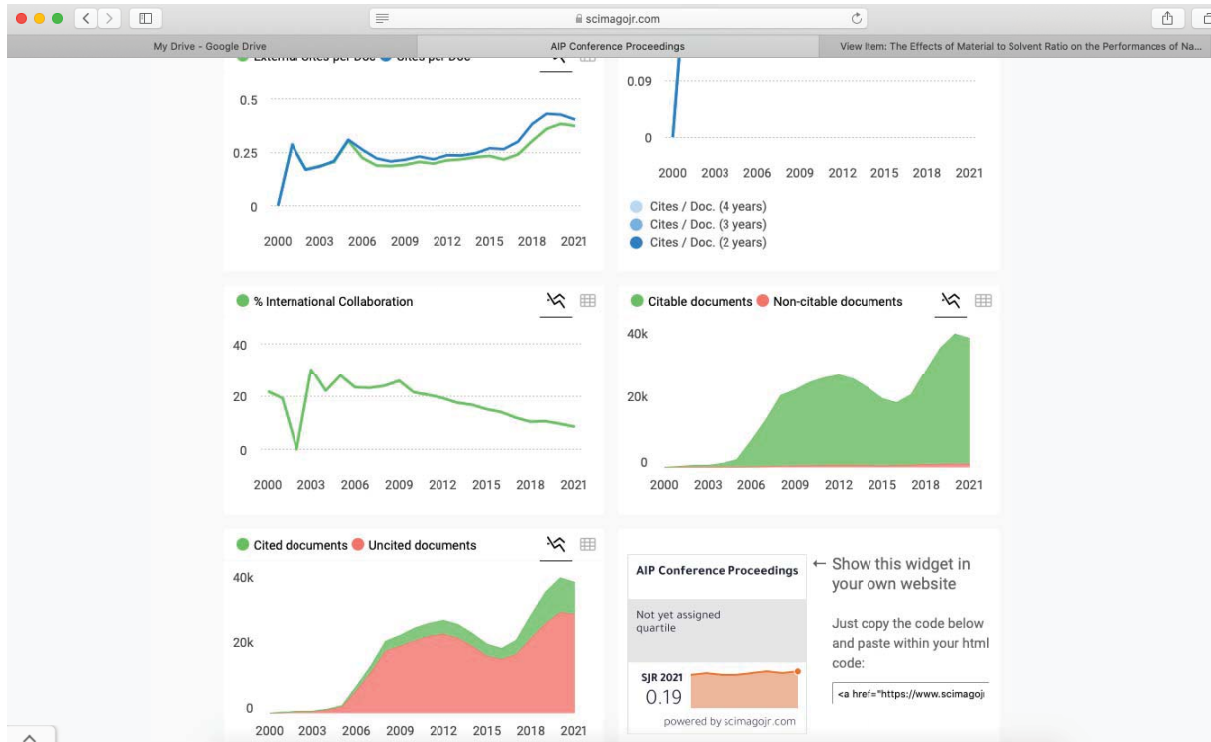 scimagojr.com
My Drive - Google Drive
AIP Conference Proceedings
View Item: The Effects of Material to Solvent Ratio on the Performances of Na...
External Cites per Doc Cites per Doc
0.5
0.25
0
2000 2003 2006 2009 2012 2015 2018 2021
0.09
0
2000 2003 2006 2009 2012 2015 2018 2021
Cites / Doc. (4 years)
Cites / Doc. (3 years)
Cites / Doc. (2 years)
% International Collaboration
40
20
0
2000 2003 2006 2009 2012 2015 2018 2021
Citable documents Non-citable documents
40k
20k
0
2000 2003 2006 2009 2012 2015 2018 2021
Cited documents Uncited documents
40k
20k
0
2000 2003 2006 2009 2012 2015 2018 2021
AIP Conference Proceedings
Not yet assigned
quartile
SJR 2021
0.19
powered by scimagojr.com
← Show this widget in
your own website
Just copy the code below
and paste within your html
code:
<a href="https://www.scimagoj